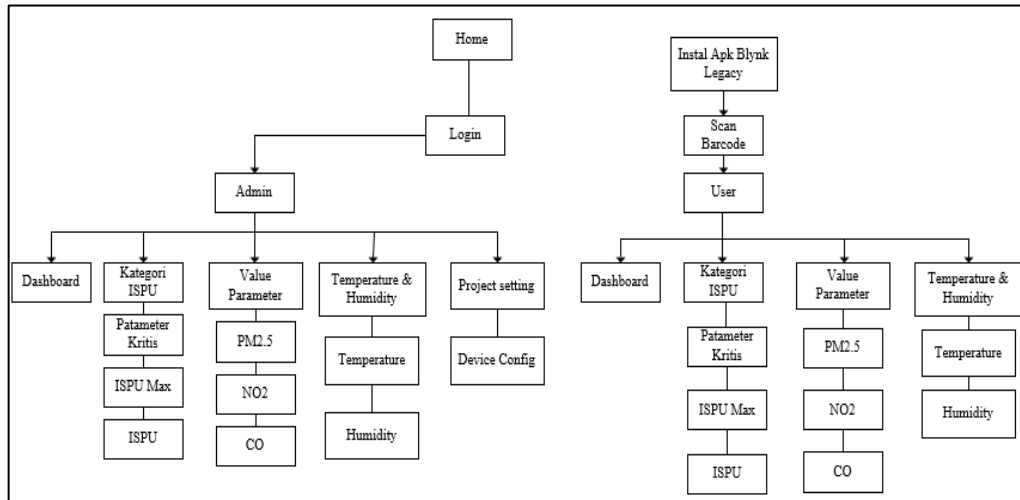 Home
Login
Admin
Dashboard
Kategori
ISPU
Patameter
Kritis
ISPU Max
ISPU
Value
Parameter
PM2.5
NO2
CO
Temperature &
Humidity
Temperature
Humidity
Project setting
Device Config
Instal Apk Blynk
Legacy
Scan
Barcode
User
Dashboard
Kategori
ISPU
Patameter
Kritis
ISPU Max
ISPU
Value
Parameter
PM2.5
NO2
CO
Temperature &
Humidity
Temperature
Humidity